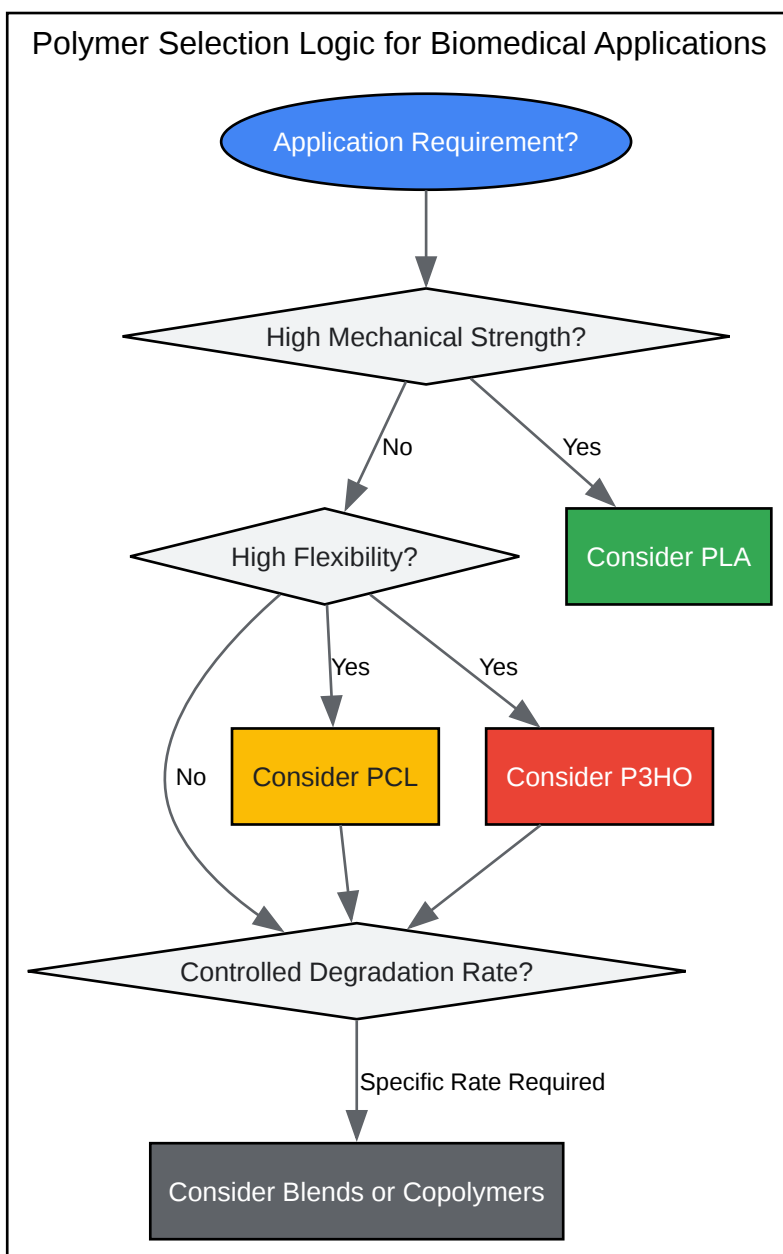 Polymer Selection Logic for Biomedical Applications
Application Requirement?
High Mechanical Strength?
No
Yes
High Flexibility?
Consider PLA
Yes
Yes
No
Consider PCL
Consider P3HO
Controlled Degradation Rate?
Specific Rate Required
Consider Blends or Copolymers